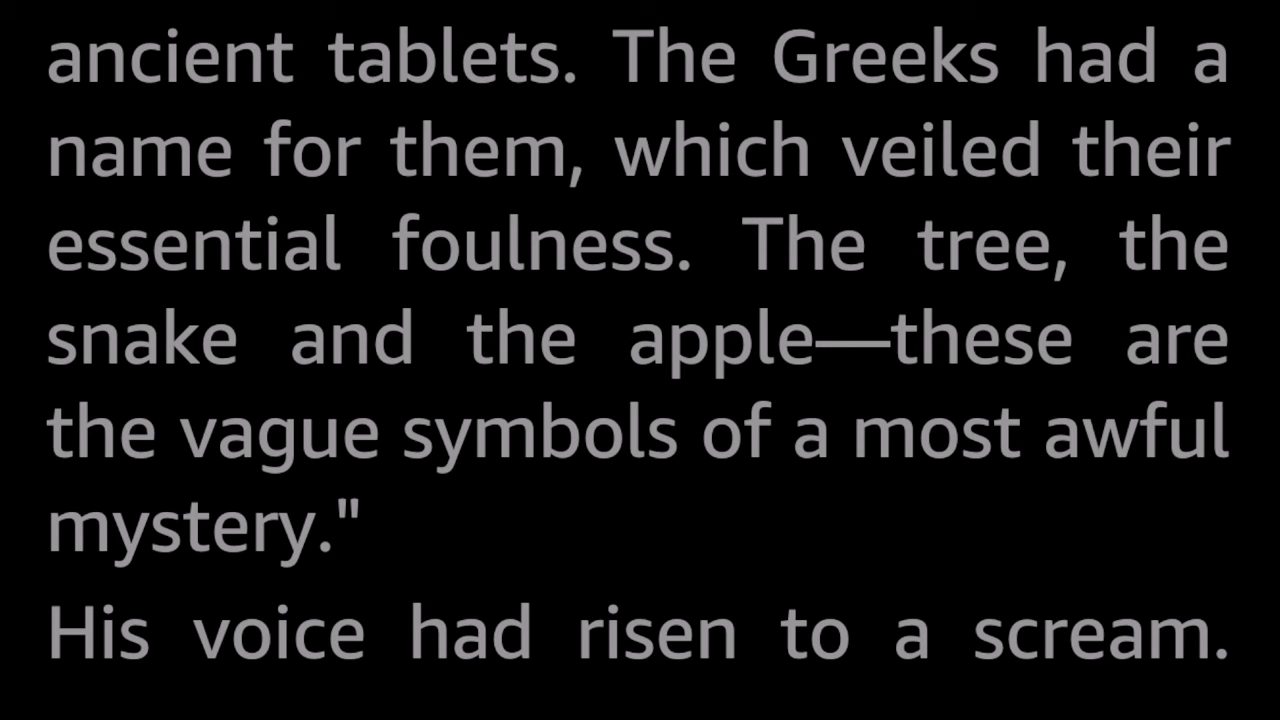 ancient tablets. The Greeks had a
name for them, which veiled their
essential foulness. The tree, the
snake and the apple—these are
the vague symbols of a most awful
mystery."
His voice had risen to a scream.